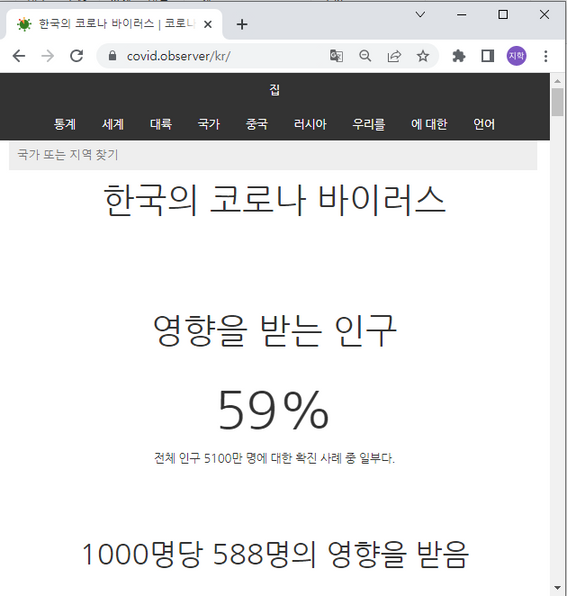 한국의 코로나 바이러스 | 코로나
covid.observer/kr/
지학
집
통계 세계 대륙 국가 중국 러시아 우리를 에 대한 언어
국가 또는 지역 찾기
한국의 코로나 바이러스
영향을 받는 인구
59%
전체 인구 5100만 명에 대한 확진 사례 중 일부다.
1000명당 588명의 영향을 받음